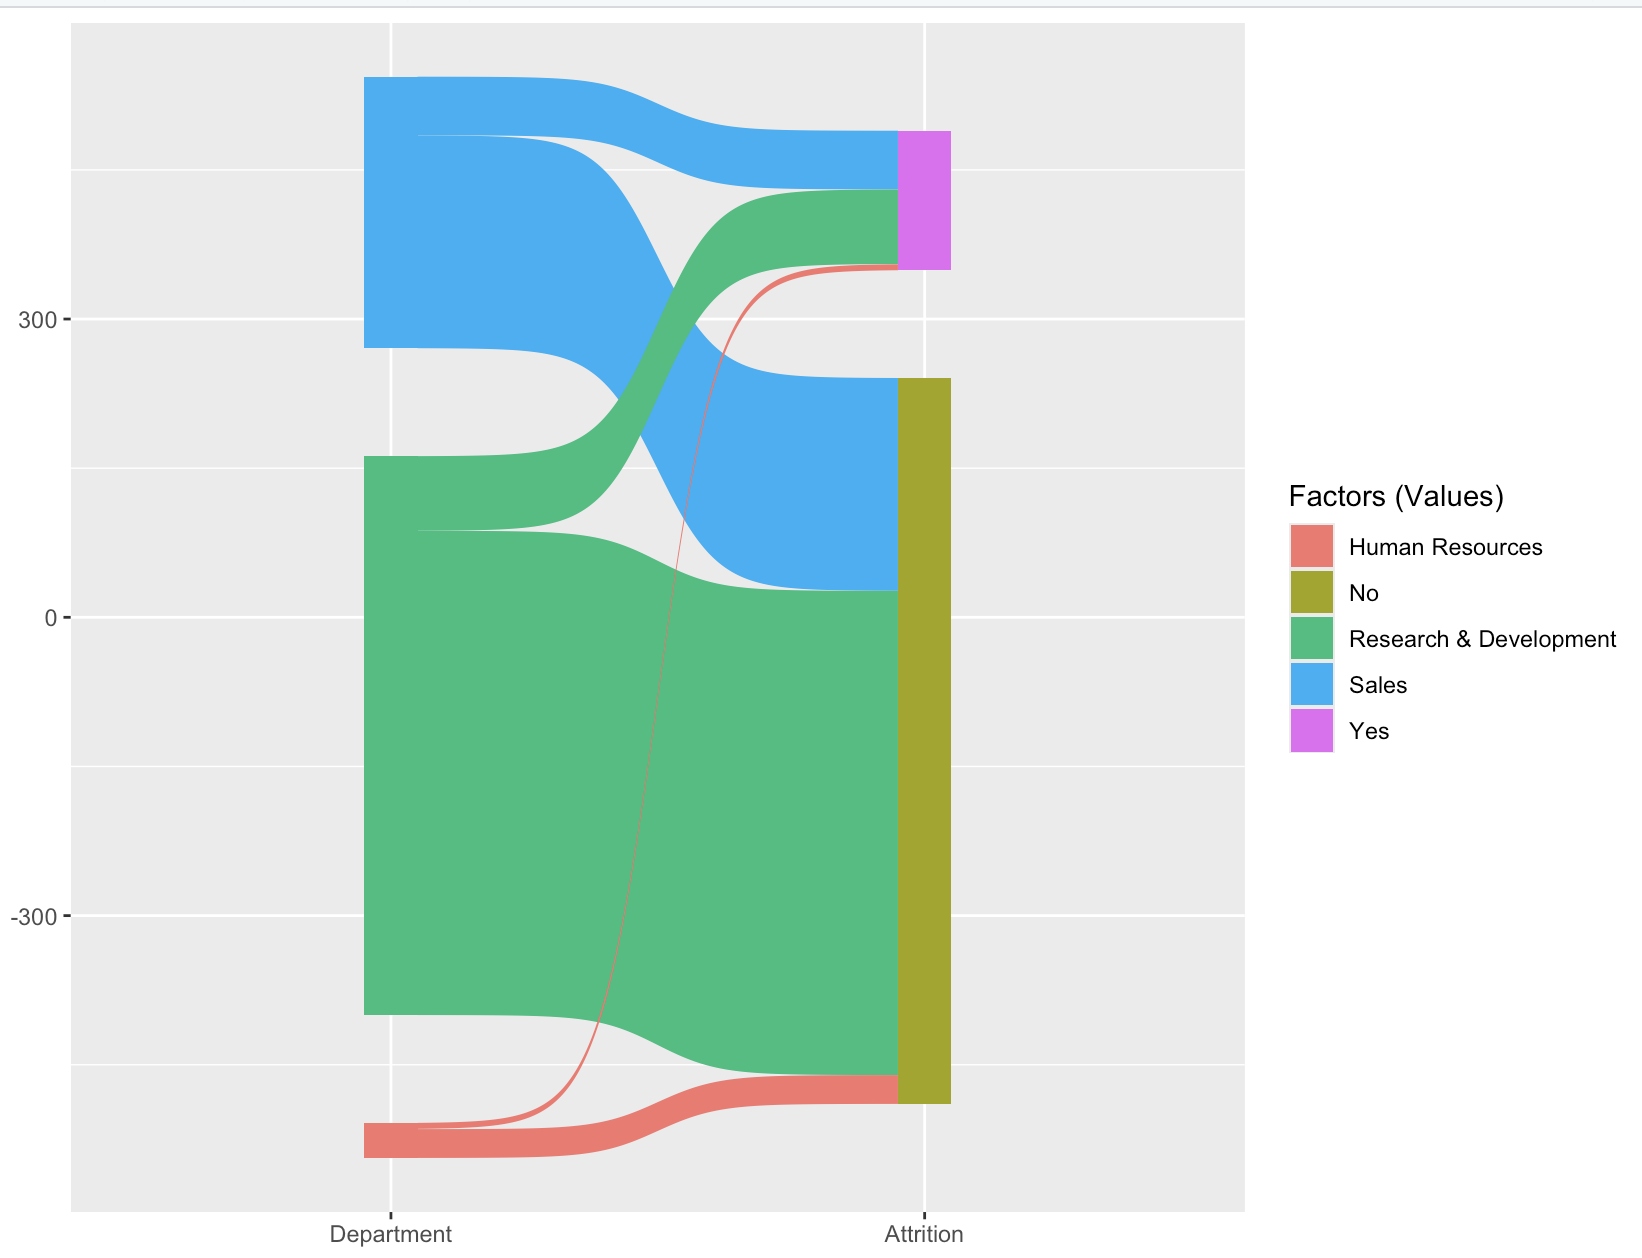 300
0
-300
Department
Attrition
Factors (Values)
Human Resources
No
Research & Development
Sales
Yes